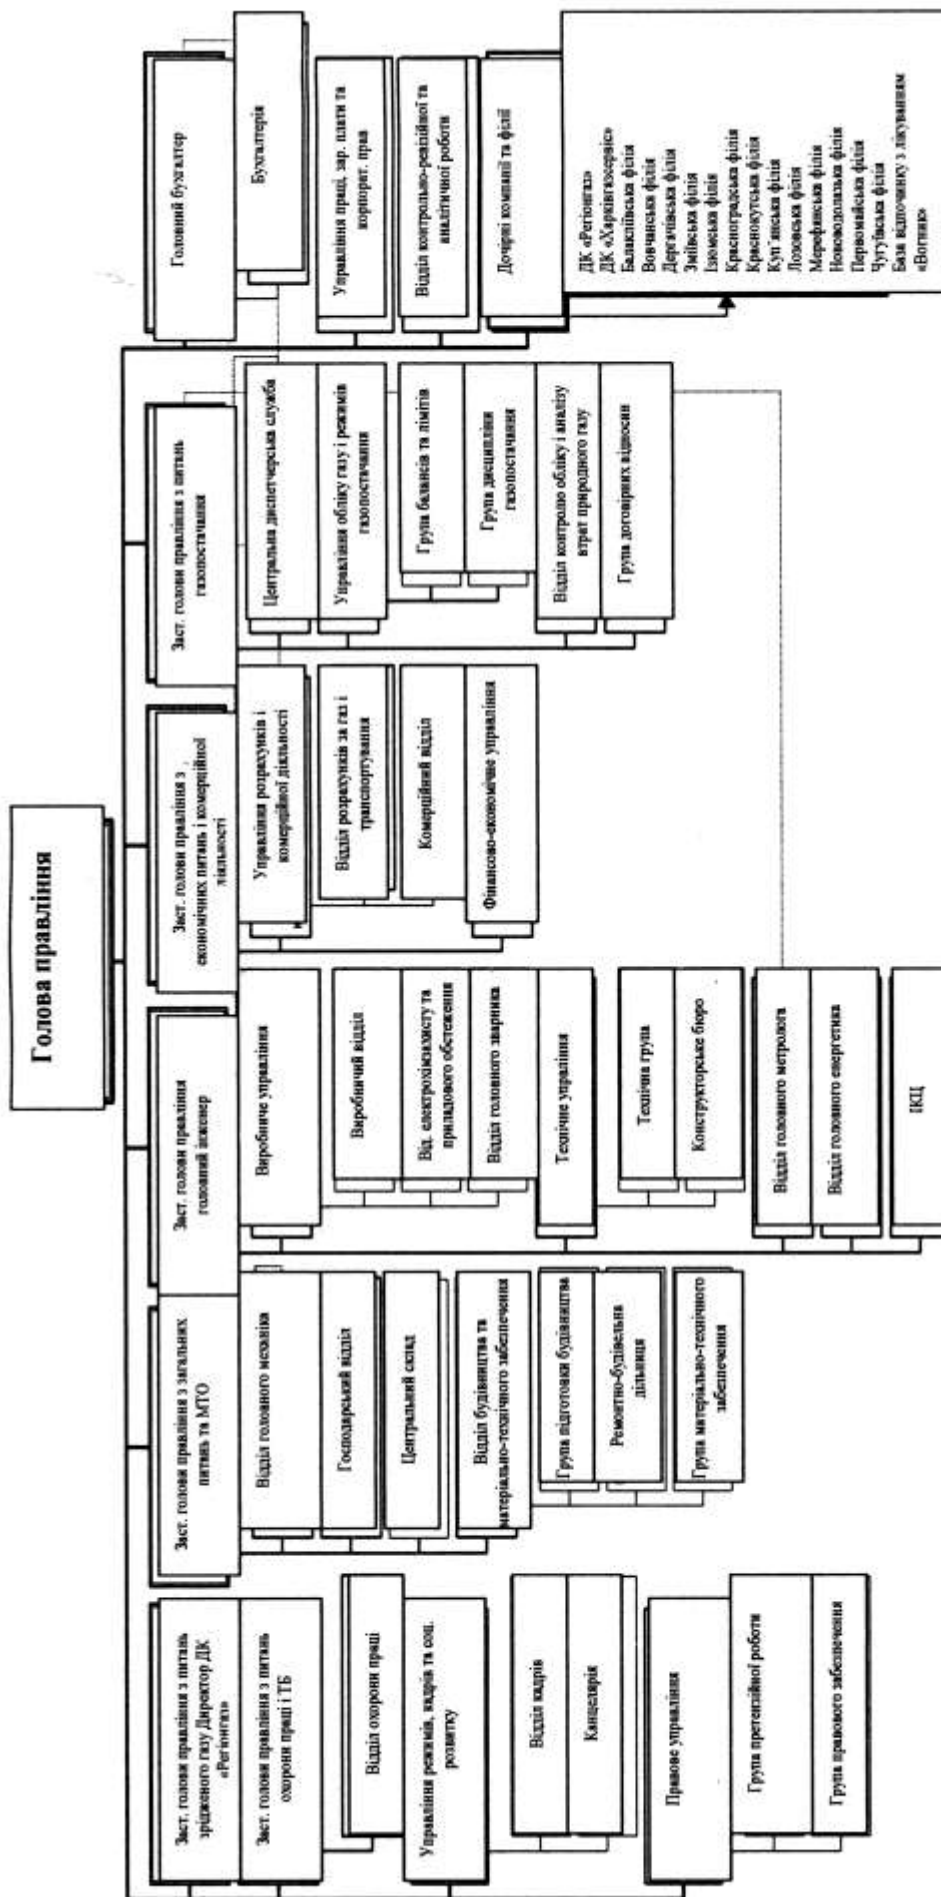 Голова правління
Заст. голови правління з питань
зрідженого газу Директор ДК
«Регіонгаз»
Заст. голови правління з питань
охорони праці і ТБ
Відділ охорони праці
Управління режимів, кадрів та соц.
розвитку
Відділ кадрів
Канцелярія
Правове управління
Група претензійної роботи
Група правового забезпечення
Заст. голови правління з загальних
питань та МТО
Відділ головного механіка
Господарський відділ
Центральний склад
Відділ будівництва та
матеріально-технічного забезпечення
Група підготовки будівництва
Ремонтно-будівельна
дільниця
Група матеріально-технічного
забезпечення
Заст. голови правління
головний інженер
Виробниче управління
Виробничий відділ
Від. електрохімзахисту та
приладового обстеження
Відділ головного зварника
Технічне управління
Технічна група
Конструкторське бюро
Відділ головного метролога
Відділ головного енергетика
ІКЦ
Заст. голови правління з
економічних питань і комерційної
діяльності
Управління розрахунків і
комерційної діяльності
Відділ розрахунків за газ і
транспортування
Комерційний відділ
Фінансово-економічне управління
Заст. голови правління з питань
газопостачання
Центральна диспетчерська служба
Управління обліку газу і режимів
газопостачання
Група балансів та лімітів
Група дисципліни
газопостачання
Відділ контролю обліку і аналізу
втрат природного газу
Група договірних відносин
Головний бухгалтер
Бухгалтерія
Управління праці, зар. плати та
корпорат. прав
Відділ контрольно-ревізійної та
аналітичної роботи
Дочірні компанії та філії
ДК «Регіонгаз»
ДК «Харківгазсервіс»
Балаклійська філія
Вовчанська філія
Дергачівська філія
Зміївська філія
Ізюмська філія
Красноградська філія
Краснокутська філія
Куп`янська філія
Лозовська філія
Мерефянська філія
Нововодолазька філія
Первомайська філія
Чугуївська філія
База відпочинку з лікуванням
«Вогник»